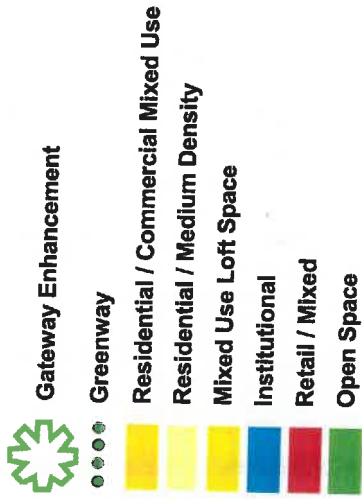 Gateway Enhancement
Greenway
Residential / Commercial Mixed Use
Residential / Medium Density
Mixed Use Loft Space
Institutional
Retail / Mixed
Open Space